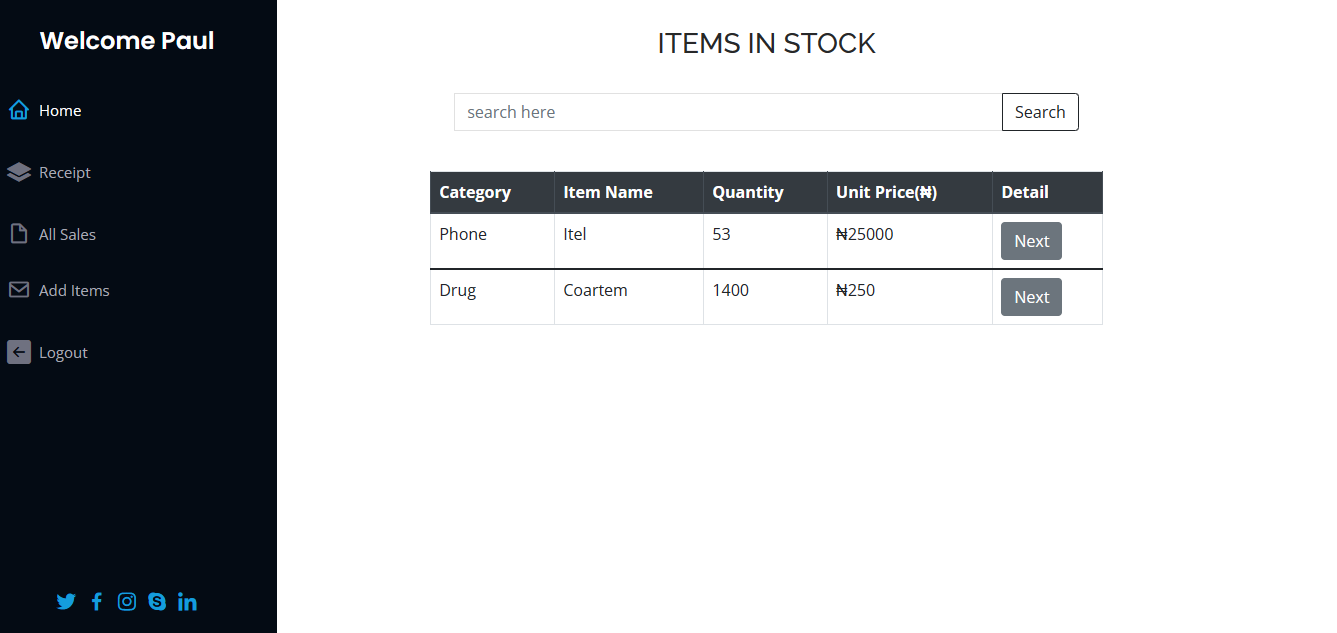 Welcome Paul
Home
Receipt
All Sales
Add Items
Logout
ITEMS IN STOCK
search here Search
Category Item Name Quantity Unit Price(₦) Detail
Phone Itel 53 ₦25000 Next
Drug Coartem 1400 ₦250 Next